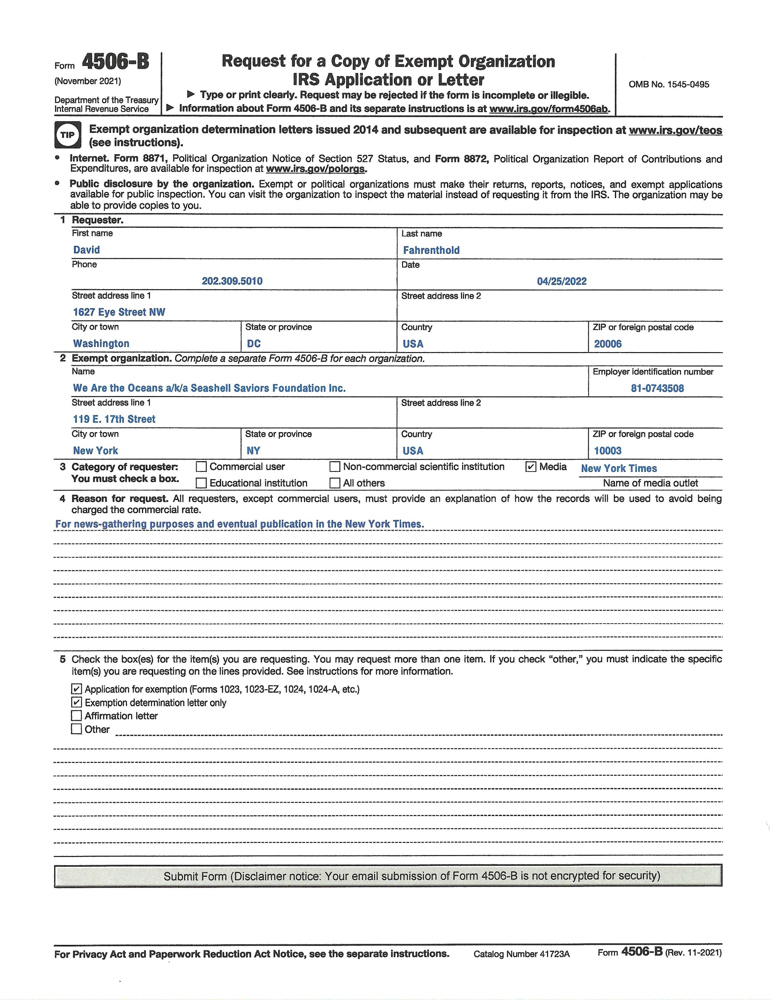 Form 4506-B
(November 2021)
Department of the Treasury
Internal Revenue Service
Request for a Copy of Exempt Organization
IRS Application or Letter
► Type or print clearly. Request may be rejected if the form is incomplete or illegible.
► Information about Form 4506-B and its separate instructions is at www.irs.gov/form4506ab.
OMB No. 1545-0495
TIP
Exempt organization determination letters issued 2014 and subsequent are available for inspection at www.irs.gov/teos
(see instructions).
• Internet. Form 8871, Political Organization Notice of Section 527 Status, and Form 8872, Political Organization Report of Contributions and
Expenditures, are available for inspection at www.irs.gov/polorgs.
• Public disclosure by the organization. Exempt or political organizations must make their returns, reports, notices, and exempt applications
available for public inspection. You can visit the organization to inspect the material instead of requesting it from the IRS. The organization may be
able to provide copies to you.
1 Requester.
First name
David
Last name
Fahrenthold
Phone
202.309.5010
Date
04/25/2022
Street address line 1
1627 Eye Street NW
Street address line 2
City or town
Washington
State or province
DC
Country
USA
ZIP or foreign postal code
20006
2 Exempt organization. Complete a separate Form 4506-B for each organization.
Name
We Are the Oceans a/k/a Seashell Saviors Foundation Inc.
Employer identification number
81-0743508
Street address line 1
119 E. 17th Street
Street address line 2
City or town
New York
State or province
NY
Country
USA
ZIP or foreign postal code
10003
3 Category of requester:
You must check a box.
☐ Commercial user
☐ Non-commercial scientific institution
☑ Media
New York Times
☐ Educational institution
☐ All others
Name of media outlet
4 Reason for request. All requesters, except commercial users, must provide an explanation of how the records will be used to avoid being
charged the commercial rate.
For news-gathering purposes and eventual publication in the New York Times.
5 Check the box(es) for the item(s) you are requesting. You may request more than one item. If you check “other,” you must indicate the specific
item(s) you are requesting on the lines provided. See instructions for more information.
☑ Application for exemption (Forms 1023, 1023-EZ, 1024, 1024-A, etc.)
☑ Exemption determination letter only
☐ Affirmation letter
☐ Other
Submit Form (Disclaimer notice: Your email submission of Form 4506-B is not encrypted for security)
For Privacy Act and Paperwork Reduction Act Notice, see the separate instructions.
Catalog Number 41723A
Form 4506-B (Rev. 11-2021)